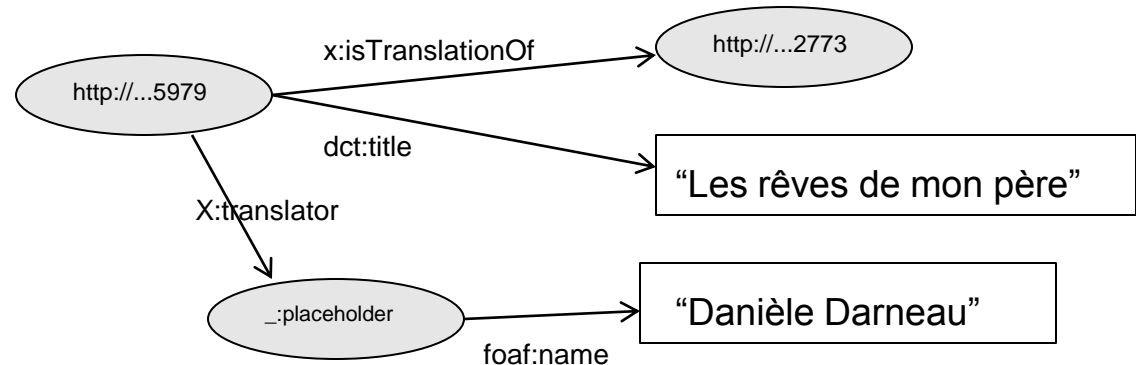 x:isTranslationOf
http://...2773
http://...5979
dct:title
“Les rêves de mon père”
X:translator
_:placeholder
“Danièle Darneau”
foaf:name